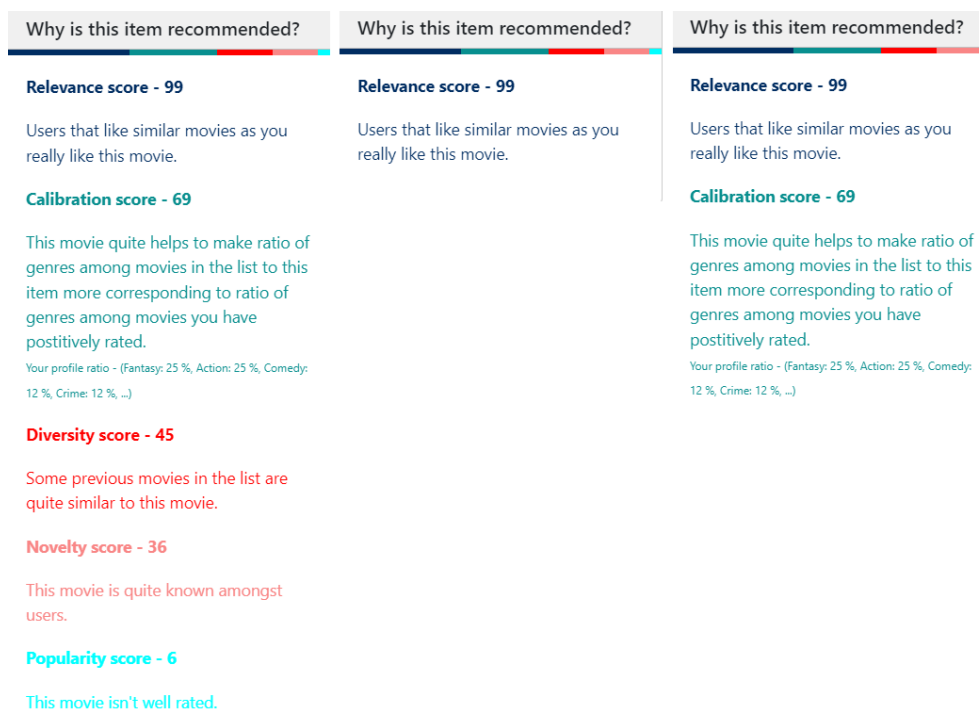 Why is this item recommended?
Relevance score - 99
Users that like similar movies as you
really like this movie.
Calibration score - 69
This movie quite helps to make ratio of
genres among movies in the list to this
item more corresponding to ratio of
genres among movies you have
postitively rated.
Your profile ratio - (Fantasy: 25 %, Action: 25 %, Comedy:
12 %, Crime: 12 %, ...)
Diversity score - 45
Some previous movies in the list are
quite similar to this movie.
Novelty score - 36
This movie is quite known amongst
users.
Popularity score - 6
This movie isn't well rated.
Why is this item recommended?
Relevance score - 99
Users that like similar movies as you
really like this movie.
Why is this item recommended?
Relevance score - 99
Users that like similar movies as you
really like this movie.
Calibration score - 69
This movie quite helps to make ratio of
genres among movies in the list to this
item more corresponding to ratio of
genres among movies you have
postitively rated.
Your profile ratio - (Fantasy: 25 %, Action: 25 %, Comedy:
12 %, Crime: 12 %, ...)